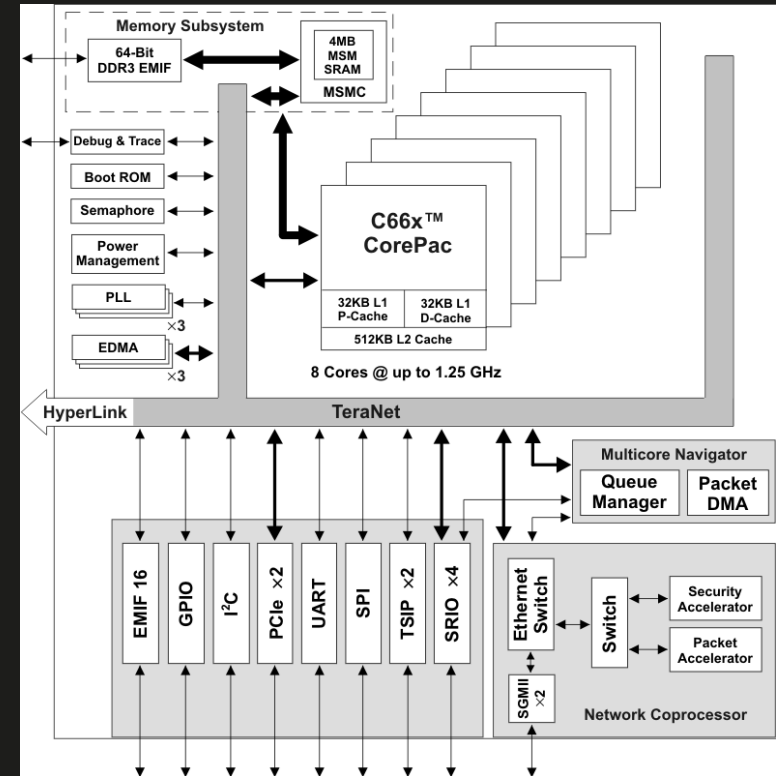 Memory Subsystem
64-Bit
DDR3 EMIF
4MB
MSM
SRAM
MSMC
Debug & Trace
Boot ROM
Semaphore
Power
Management
PLL
×3
EDMA
×3
C66x™
CorePac
32KB L1
P-Cache
32KB L1
D-Cache
512KB L2 Cache
8 Cores @ up to 1.25 GHz
HyperLink
TeraNet
Multicore Navigator
Queue
Manager
Packet
DMA
EMIF 16
GPIO
I²C
PCIe ×2
UART
SPI
TSIP ×2
SRIO ×4
Ethernet
Switch
Switch
Security
Accelerator
Packet
Accelerator
SGMII
×2
Network Coprocessor